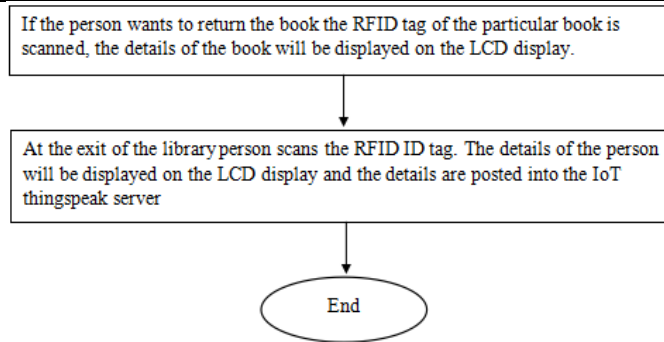 If the person wants to return the book the RFID tag of the particular book is
scanned, the details of the book will be displayed on the LCD display.
At the exit of the library person scans the RFID ID tag. The details of the person
will be displayed on the LCD display and the details are posted into the IoT
thingspeak server
End